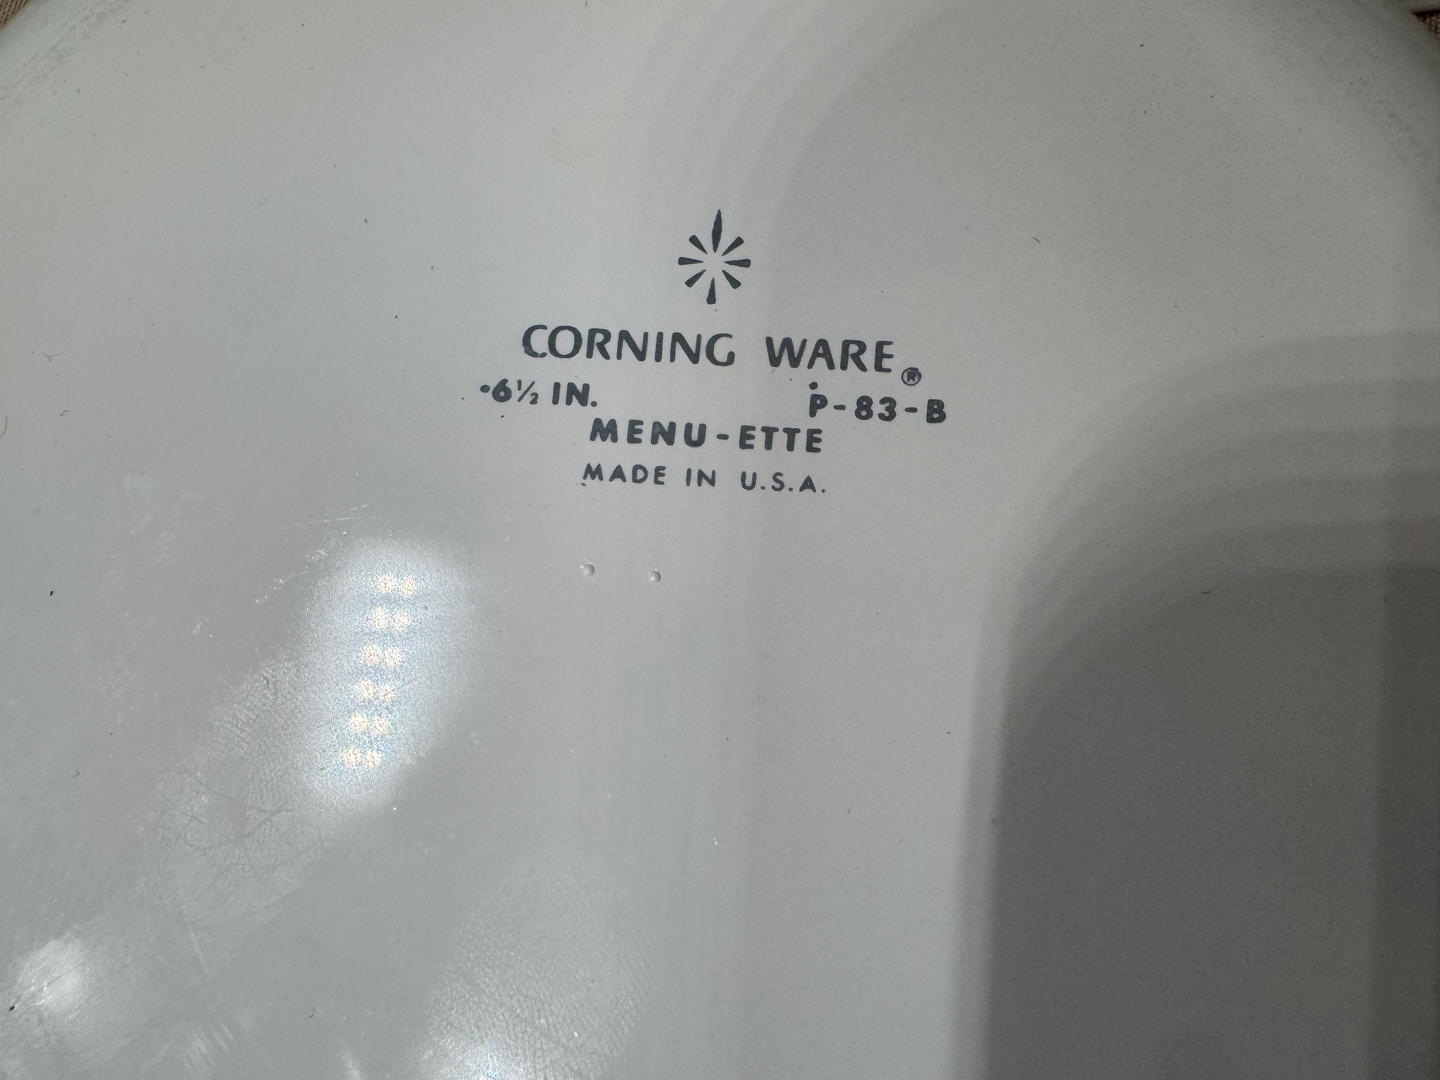 CORNING WARE®
6½ IN. P-83-B
MENU-ETTE
MADE IN U.S.A.